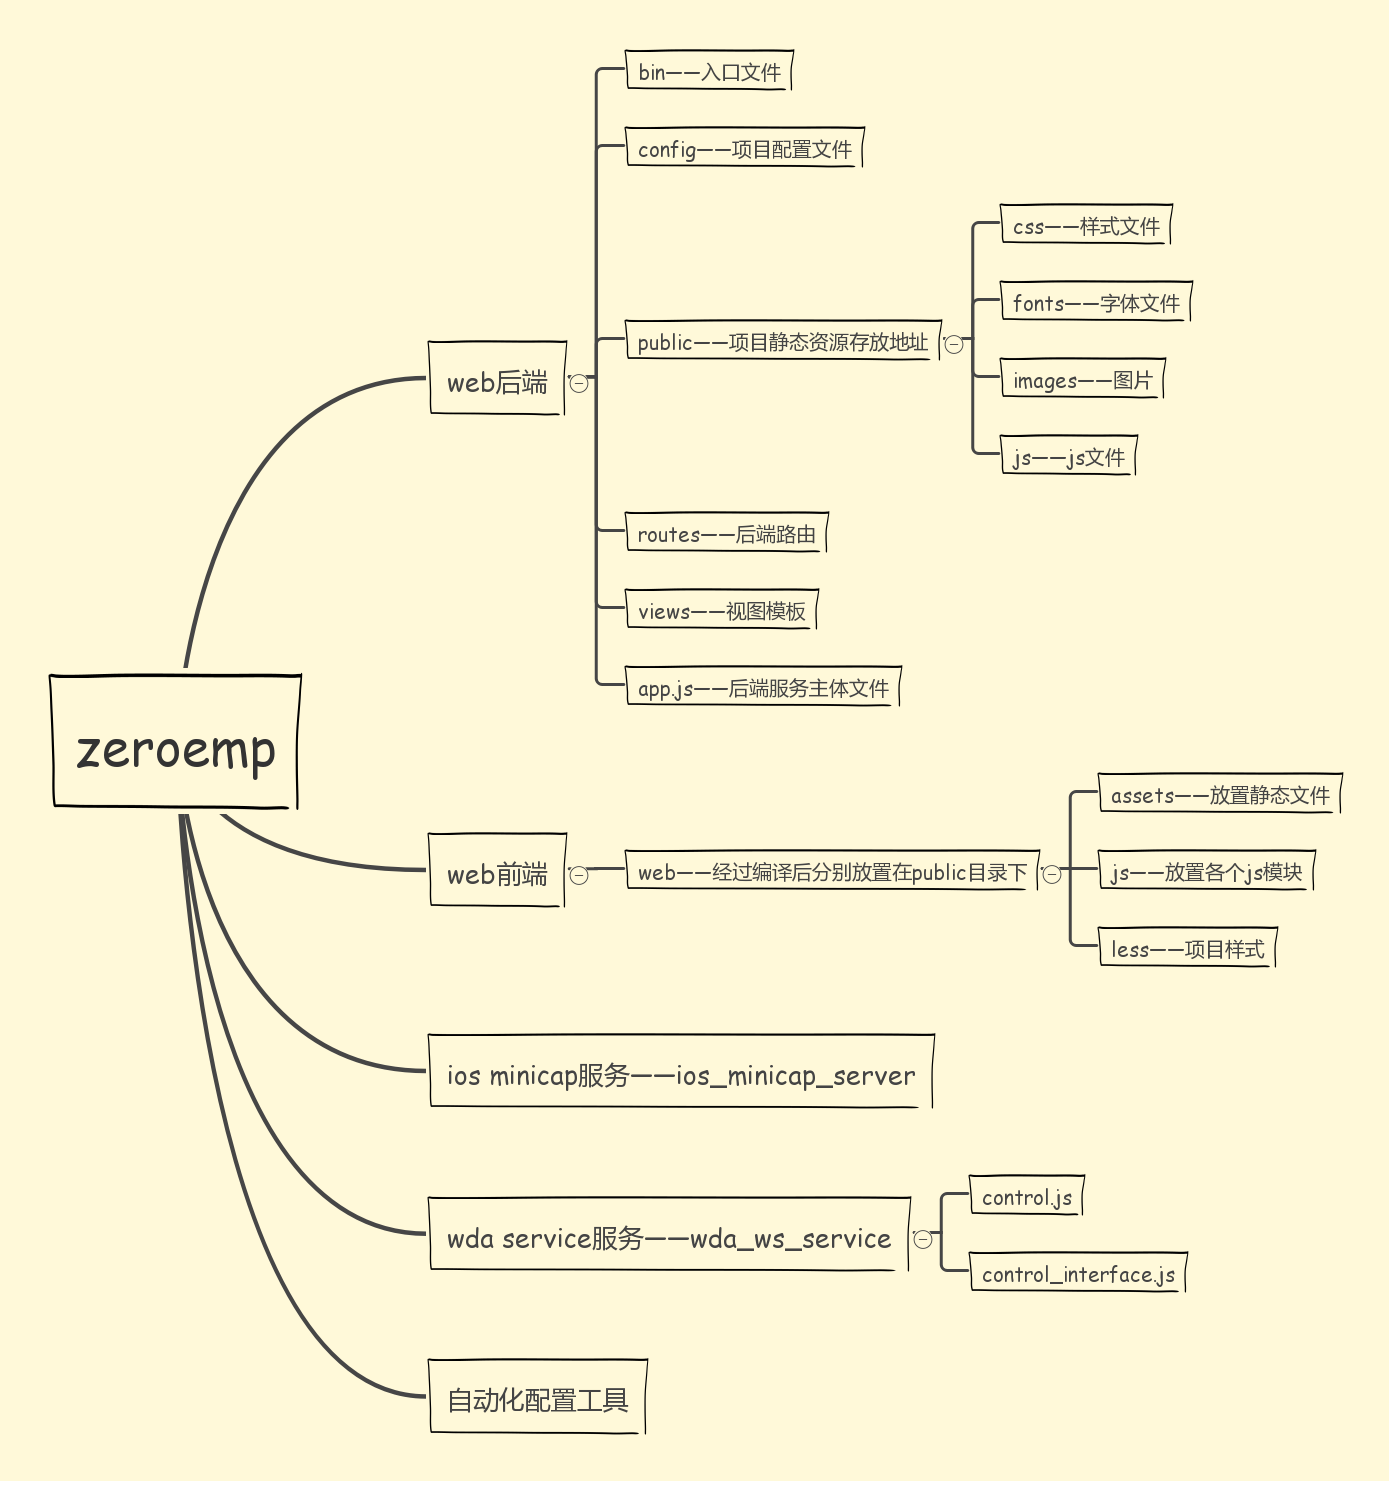 zeroemp
web后端
bin——入口文件
config——项目配置文件
public——项目静态资源存放地址
css——样式文件
fonts——字体文件
images——图片
js——js文件
routes——后端路由
views——视图模板
app.js——后端服务主体文件
web前端
web——经过编译后分别放置在public目录下
assets——放置静态文件
js——放置各个js模块
less——项目样式
ios minicap服务——ios_minicap_server
wda service服务——wda_ws_service
control.js
control_interface.js
自动化配置工具